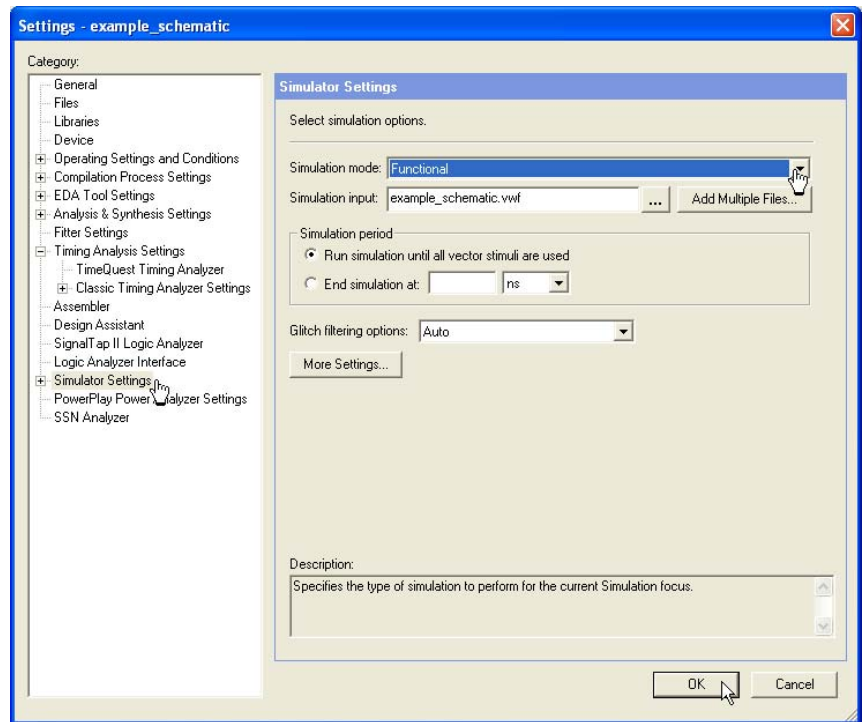 Settings - example_schematic
Category:
General
Files
Libraries
Device
Operating Settings and Conditions
Compilation Process Settings
EDA Tool Settings
Analysis & Synthesis Settings
Fitter Settings
Timing Analysis Settings
TimeQuest Timing Analyzer
Classic Timing Analyzer Settings
Assembler
Design Assistant
SignalTap II Logic Analyzer
Logic Analyzer Interface
Simulator Settings
PowerPlay Power Analyzer Settings
SSN Analyzer
Simulator Settings
Select simulation options.
Simulation mode: Functional
Simulation input: example_schematic.vwf ... Add Multiple Files...
Simulation period
Run simulation until all vector stimuli are used
End simulation at: ns
Glitch filtering options: Auto
More Settings...
Description:
Specifies the type of simulation to perform for the current Simulation focus.
OK Cancel